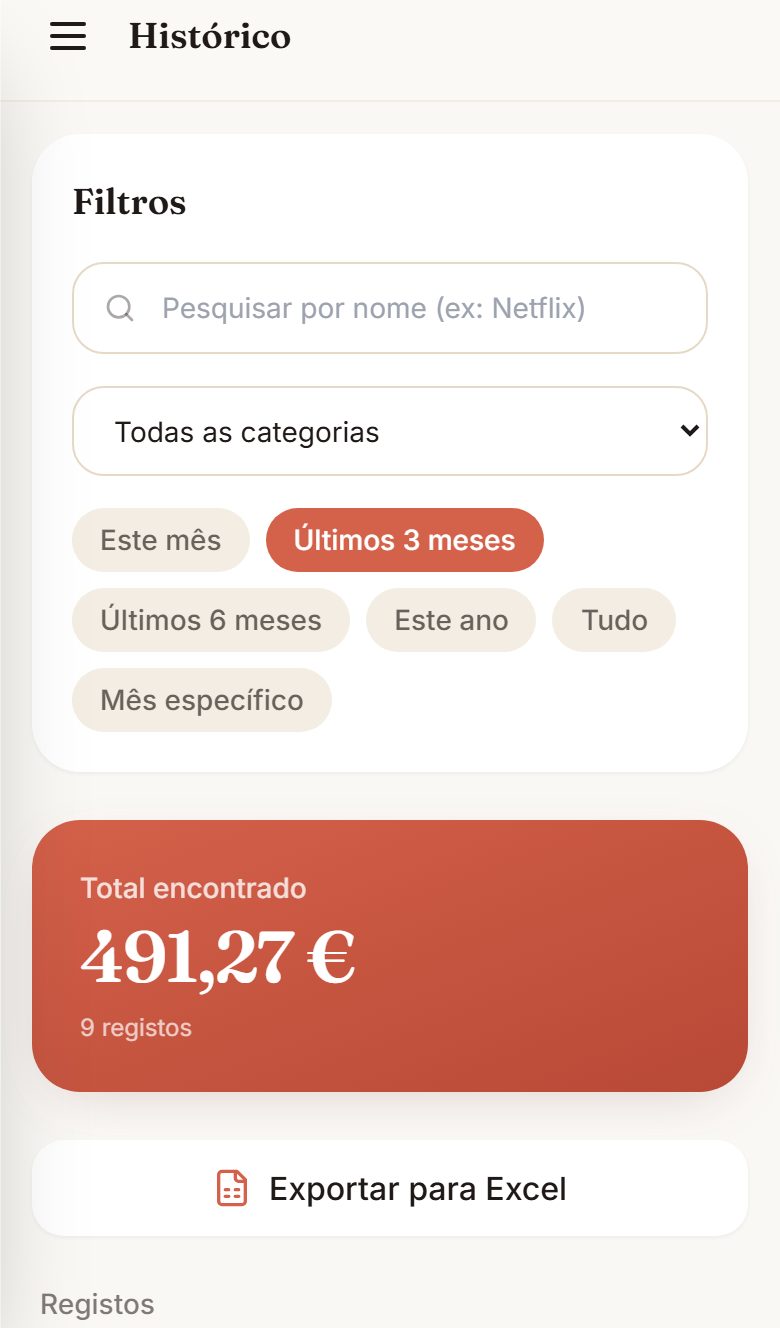 Histórico
Filtros
Pesquisar por nome (ex: Netflix)
Todas as categorias
Este mês
Últimos 3 meses
Últimos 6 meses
Este ano
Tudo
Mês específico
Total encontrado
491,27 €
9 registos
Exportar para Excel
Registos